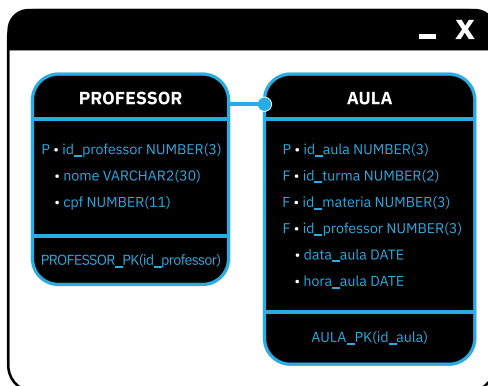 X
PROFESSOR
P • id_professor NUMBER(3)
• nome VARCHAR2(30)
• cpf NUMBER(11)
PROFESSOR_PK(id_professor)
AULA
P • id_aula NUMBER(3)
F • id_turma NUMBER(2)
F • id_materia NUMBER(3)
F • id_professor NUMBER(3)
• data_aula DATE
• hora_aula DATE
AULA_PK(id_aula)